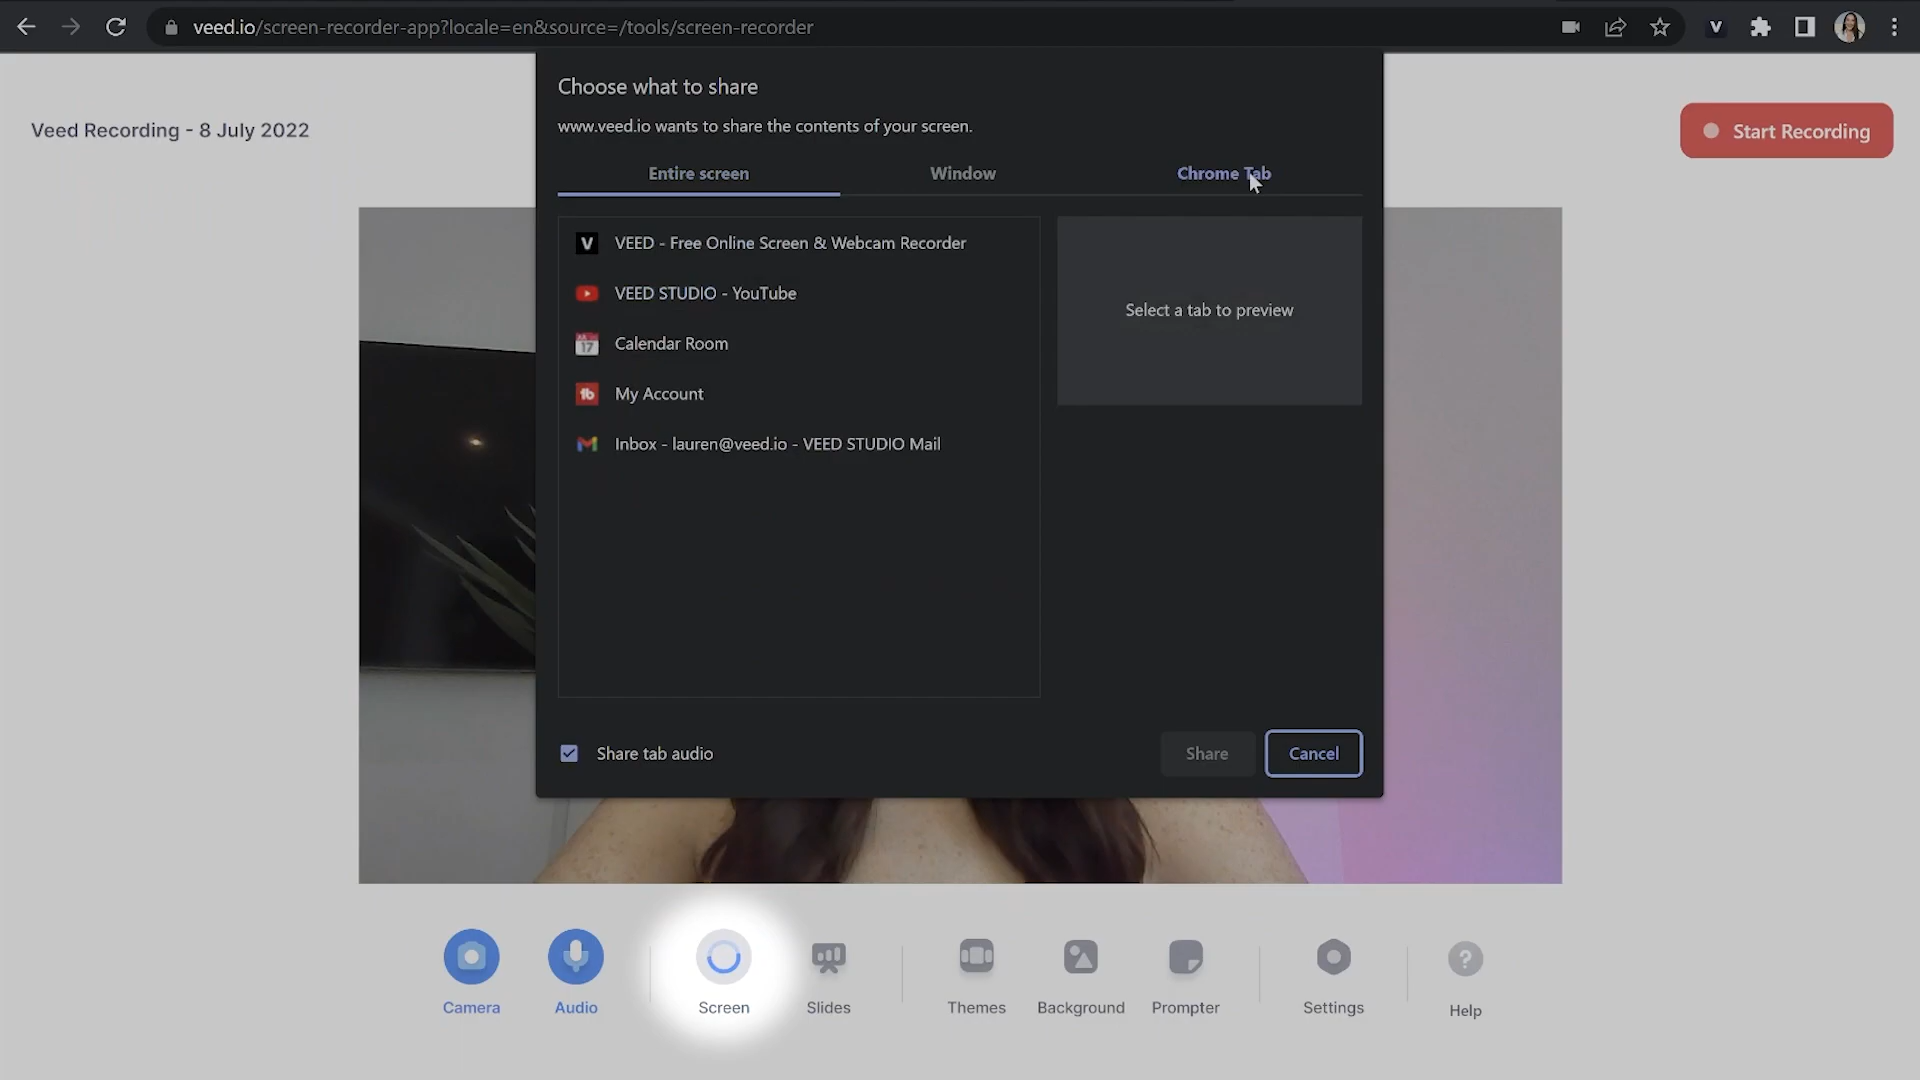 veed.io/screen-recorder-app?locale=en&source=/tools/screen-recorder
V
Choose what to share
www.veed.io wants to share the contents of your screen.
Veed Recording - 8 July 2022
Start Recording
Entire screen
Window
Chrome Tab
V VEED - Free Online Screen & Webcam Recorder
VEED STUDIO - YouTube
17 Calendar Room
My Account
Inbox - lauren@veed.io - VEED STUDIO Mail
Select a tab to preview
Share tab audio
Share
Cancel
Camera
Audio
Screen
Slides
Themes
Background
Prompter
Settings
? Help